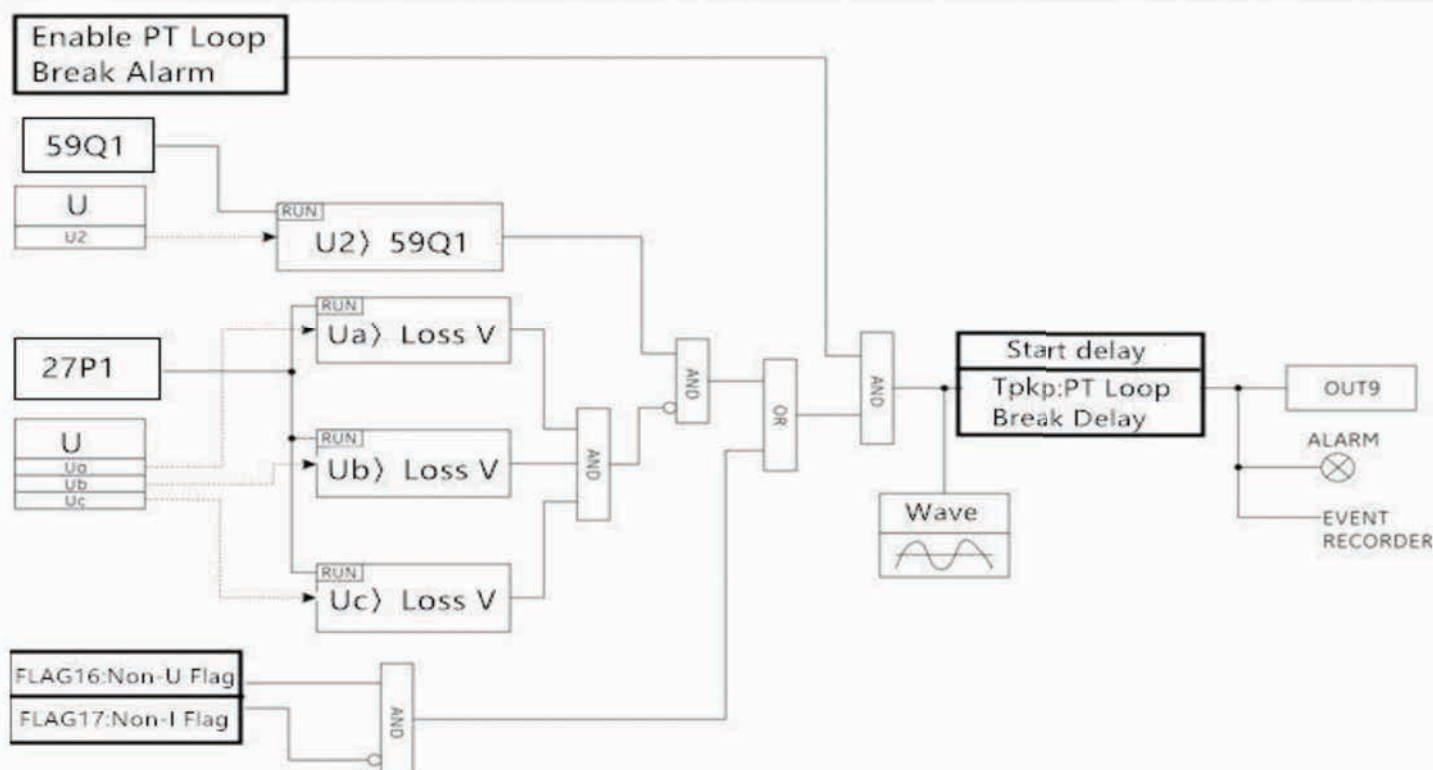 Enable PT Loop
Break Alarm
59Q1
U
U2
RUN
U2〉 59Q1
27P1
U
Ua
Ub
Uc
RUN
Ua〉 Loss V
RUN
Ub〉 Loss V
RUN
Uc〉 Loss V
AND
AND
OR
AND
FLAG16:Non-U Flag
FLAG17:Non-I Flag
AND
Wave
Start delay
Tpkp:PT Loop
Break Delay
OUT9
ALARM
EVENT
RECORDER